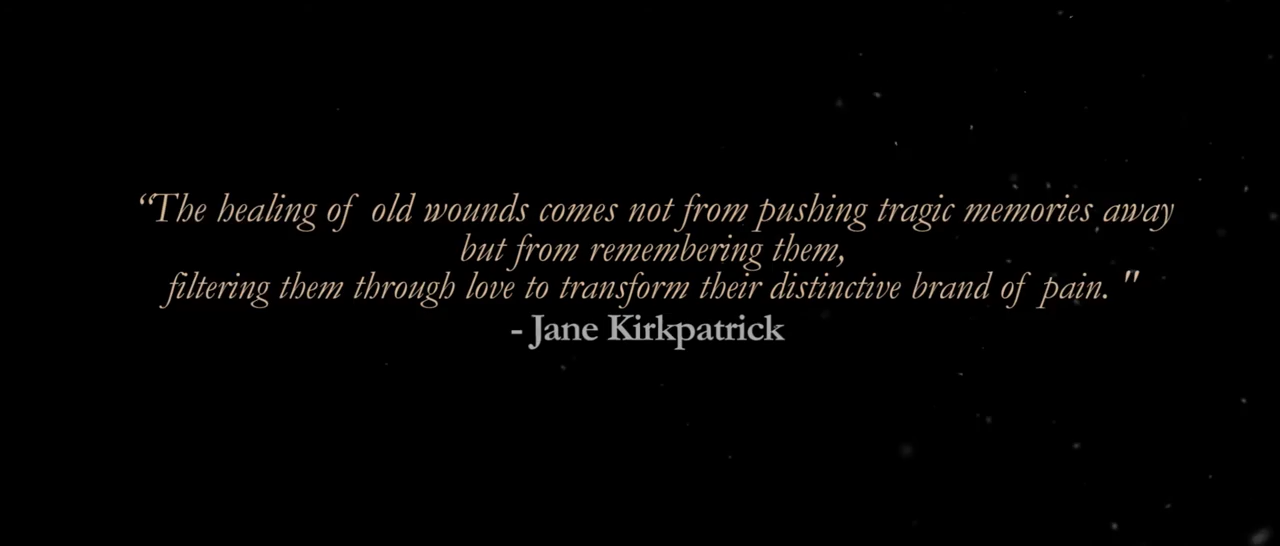 “The healing of old wounds comes not from pushing tragic memories away
but from remembering them,
filtering them through love to transform their distinctive brand of pain. "
- Jane Kirkpatrick